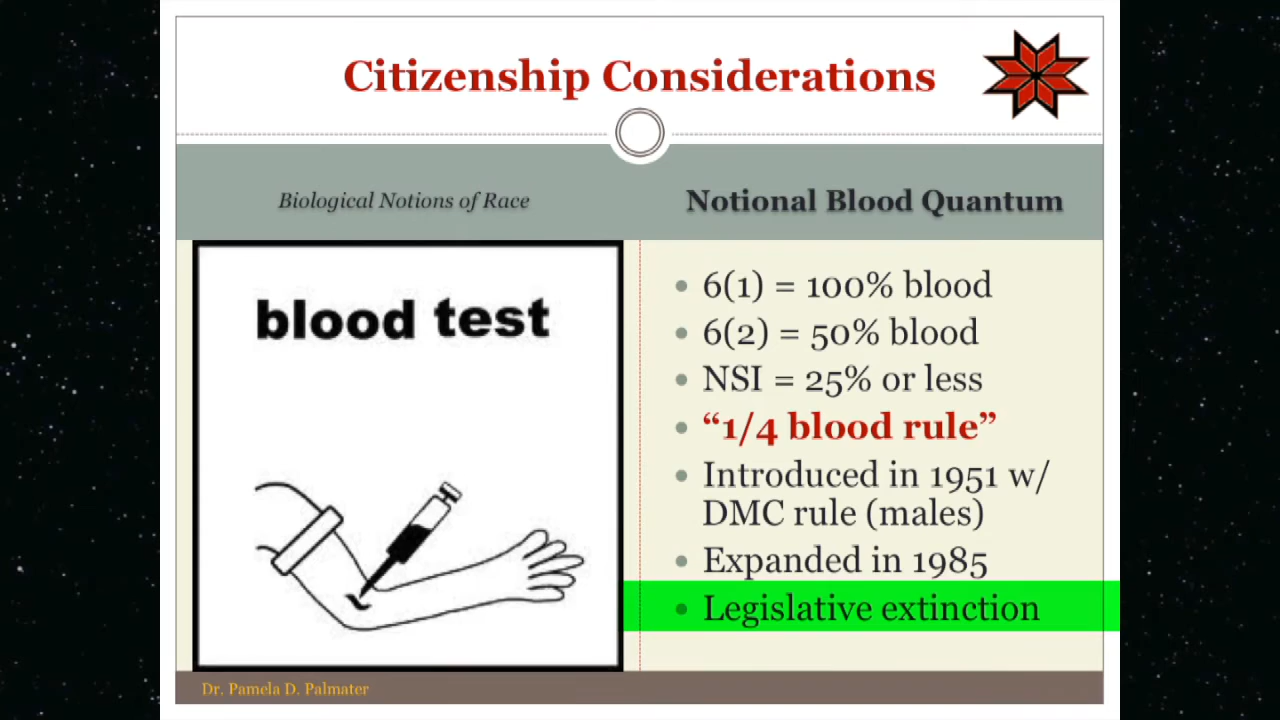 Citizenship Considerations
Biological Notions of Race
Notional Blood Quantum
blood test
• 6(1) = 100% blood
• 6(2) = 50% blood
• NSI = 25% or less
• “1/4 blood rule”
• Introduced in 1951 w/
DMC rule (males)
• Expanded in 1985
• Legislative extinction
Dr. Pamela D. Palmater